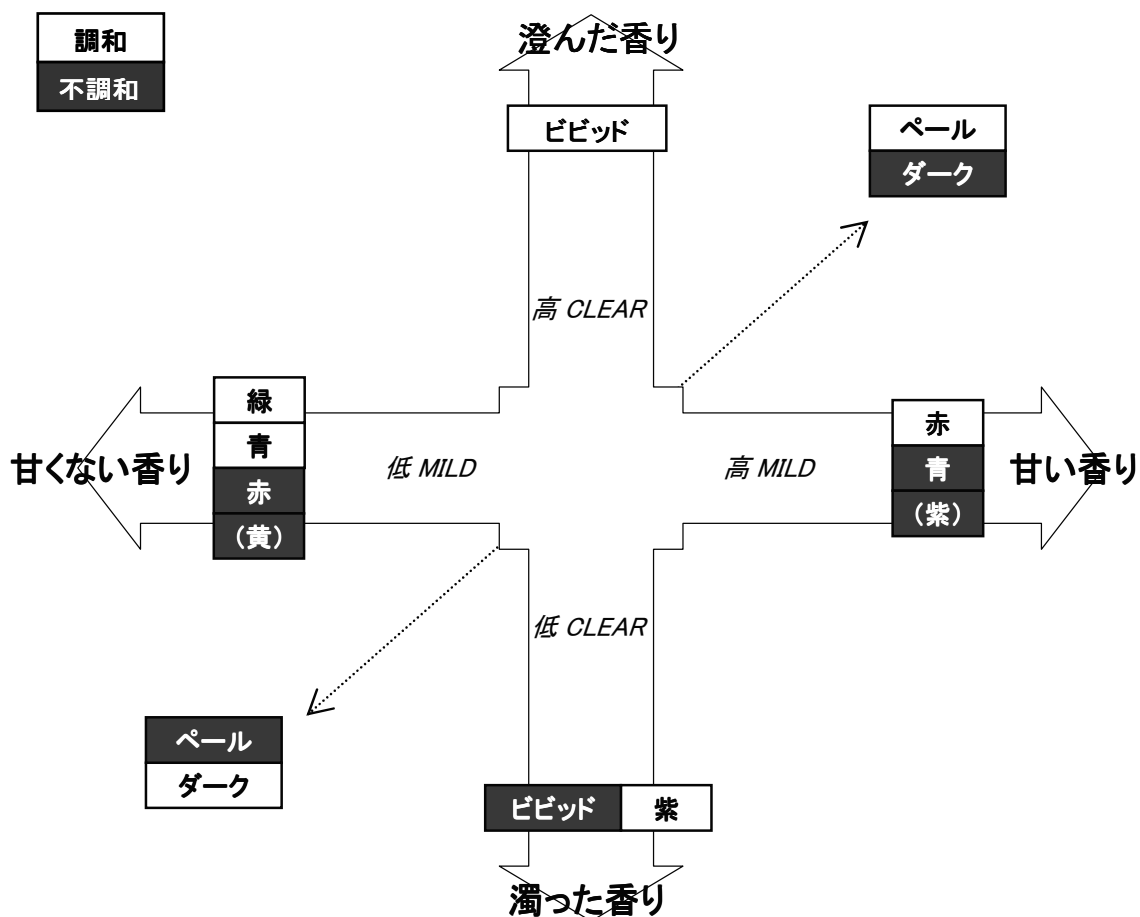 調和
不調和
澄んだ香り
ビビッド
ペール
ダーク
高 CLEAR
緑
青
赤
(黄)
甘くない香り
低 MILD
高 MILD
赤
青
(紫)
甘い香り
低 CLEAR
ペール
ダーク
ビビッド 紫
濁った香り